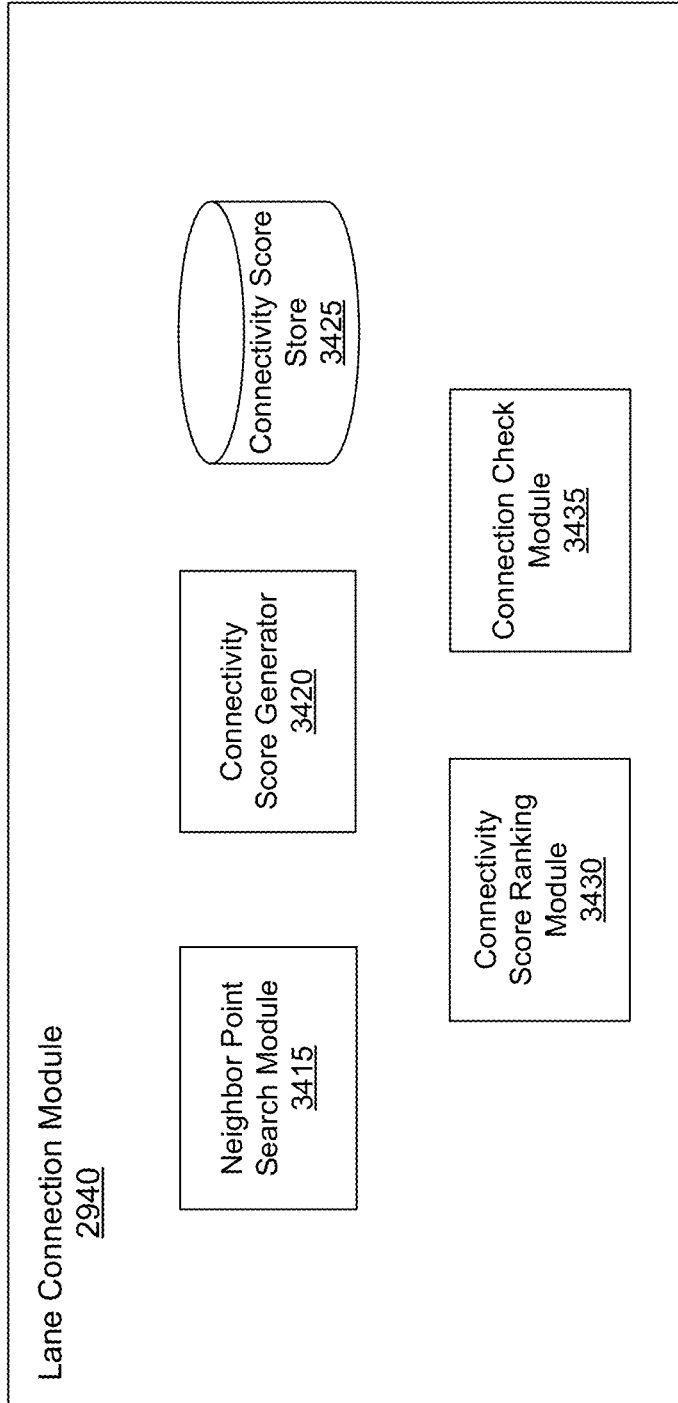 Lane Connection Module
2940
Neighbor Point
Search Module
3415
Connectivity
Score Generator
3420
Connectivity Score
Store
3425
Connectivity
Score Ranking
Module
3430
Connection Check
Module
3435